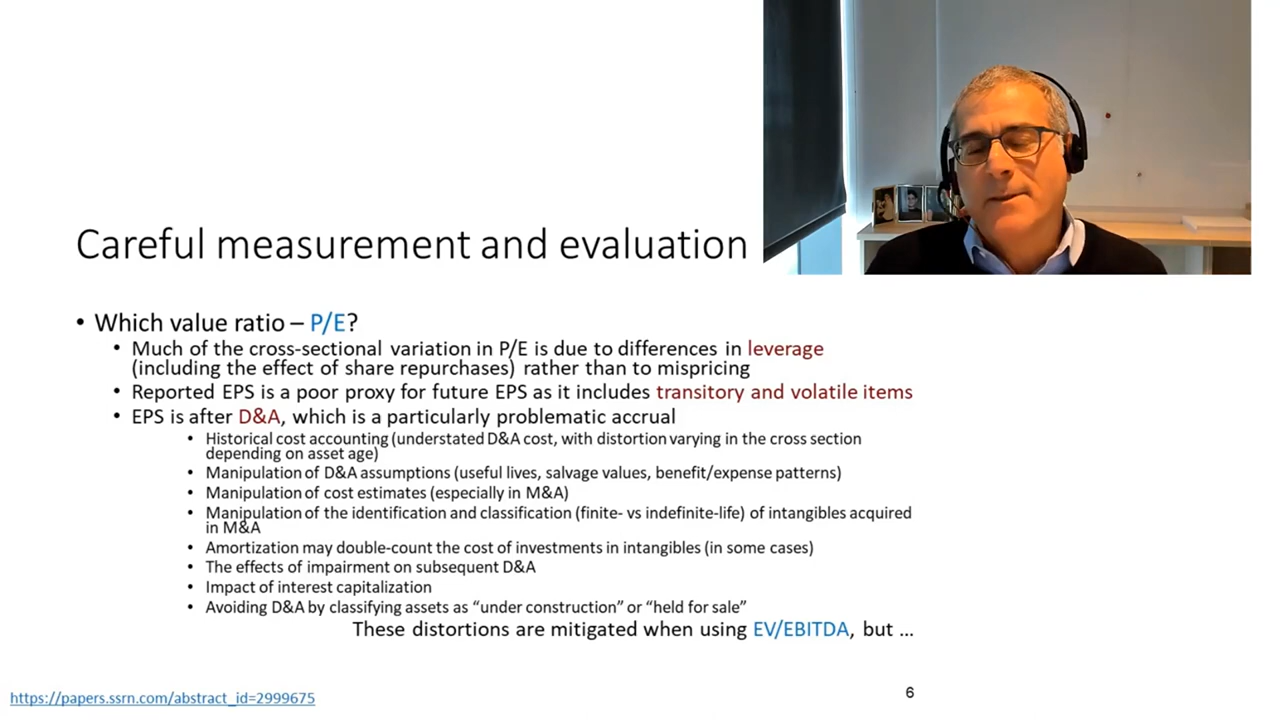 Careful measurement and evaluation
• Which value ratio – P/E?
• Much of the cross-sectional variation in P/E is due to differences in leverage
(including the effect of share repurchases) rather than to mispricing
• Reported EPS is a poor proxy for future EPS as it includes transitory and volatile items
• EPS is after D&A, which is a particularly problematic accrual
• Historical cost accounting (understated D&A cost, with distortion varying in the cross section
depending on asset age)
• Manipulation of D&A assumptions (useful lives, salvage values, benefit/expense patterns)
• Manipulation of cost estimates (especially in M&A)
• Manipulation of the identification and classification (finite- vs indefinite-life) of intangibles acquired
in M&A
• Amortization may double-count the cost of investments in intangibles (in some cases)
• The effects of impairment on subsequent D&A
• Impact of interest capitalization
• Avoiding D&A by classifying assets as “under construction” or “held for sale”
These distortions are mitigated when using EV/EBITDA, but …
https://papers.ssrn.com/abstract_id=2999675
6